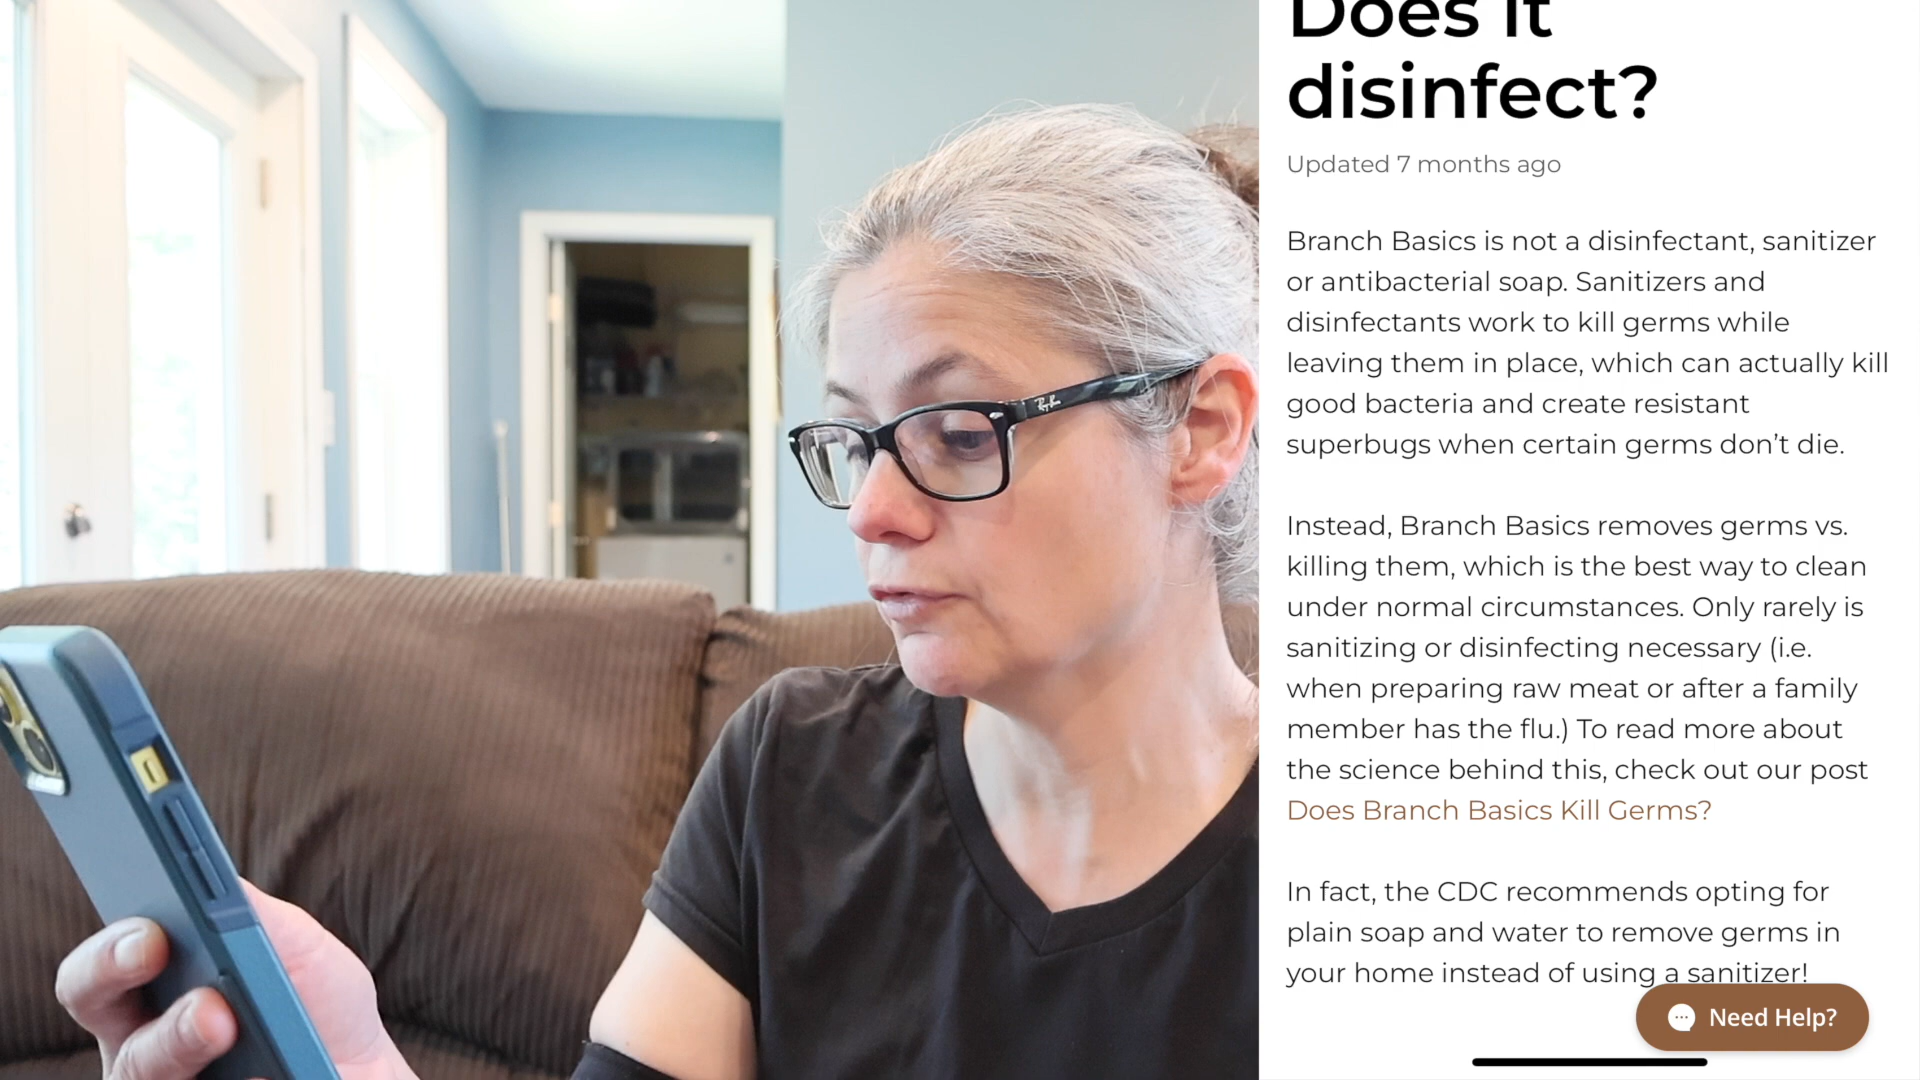 Does it
disinfect?
Updated 7 months ago
Branch Basics is not a disinfectant, sanitizer
or antibacterial soap. Sanitizers and
disinfectants work to kill germs while
leaving them in place, which can actually kill
good bacteria and create resistant
superbugs when certain germs don’t die.
Instead, Branch Basics removes germs vs.
killing them, which is the best way to clean
under normal circumstances. Only rarely is
sanitizing or disinfecting necessary (i.e.
when preparing raw meat or after a family
member has the flu.) To read more about
the science behind this, check out our post
Does Branch Basics Kill Germs?
In fact, the CDC recommends opting for
plain soap and water to remove germs in
your home instead of using a sanitizer!
Need Help?
Ray-Ban